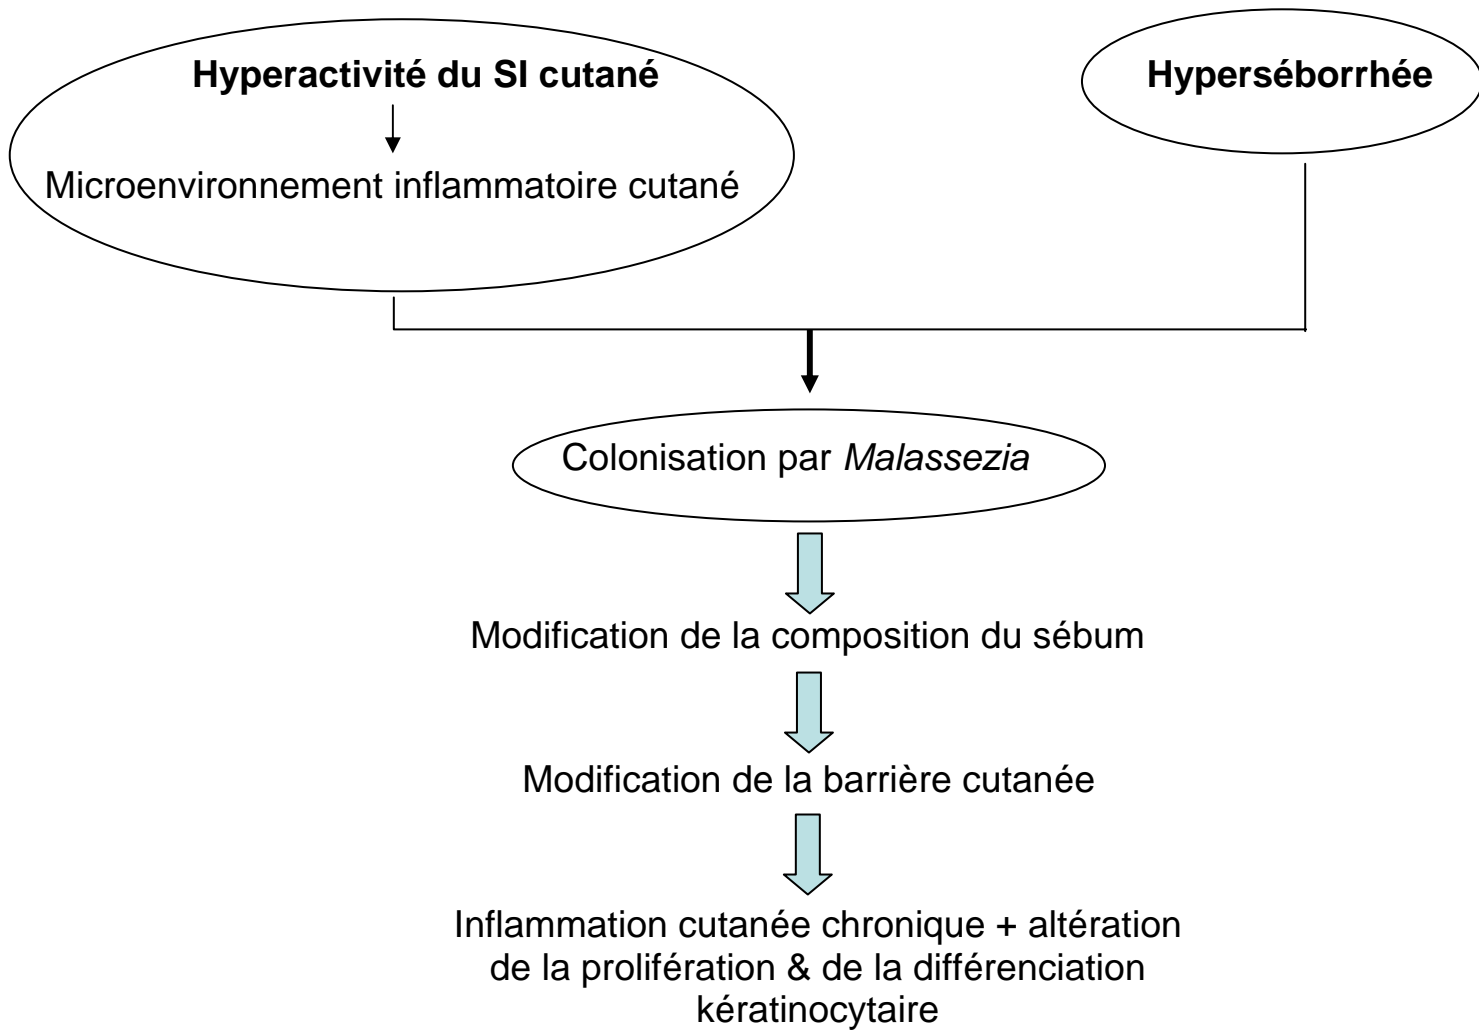 Hyperactivité du SI cutané
Microenvironnement inflammatoire cutané
Hyperséborrhée
Colonisation par Malassezia
Modification de la composition du sébum
Modification de la barrière cutanée
Inflammation cutanée chronique + altération
de la prolifération & de la différenciation
kératinocytaire